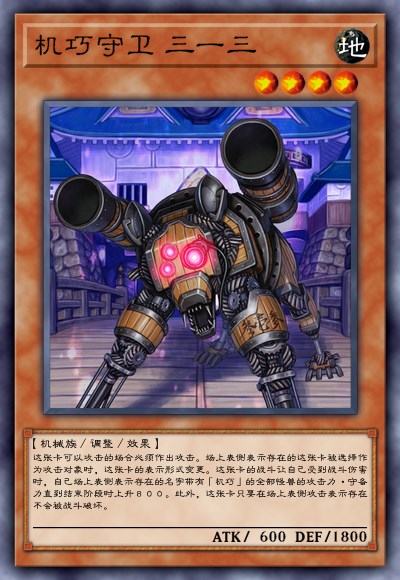 机巧守卫 三一三
地
【机械族/调整/效果】
这张卡可以攻击的场合必须作出攻击。场上表侧表示存在的这张卡被选择作
为攻击对象时，这张卡的表示形式变更。这张卡的战斗让自己受到战斗伤害
时，自己场上表侧表示存在的名字带有「机巧」的全部怪兽的攻击力·守备
力直到结束阶段时上升８００。此外，这张卡只要在场上表侧攻击表示存在
不会被战斗破坏。
ATK/ 600 DEF/1800